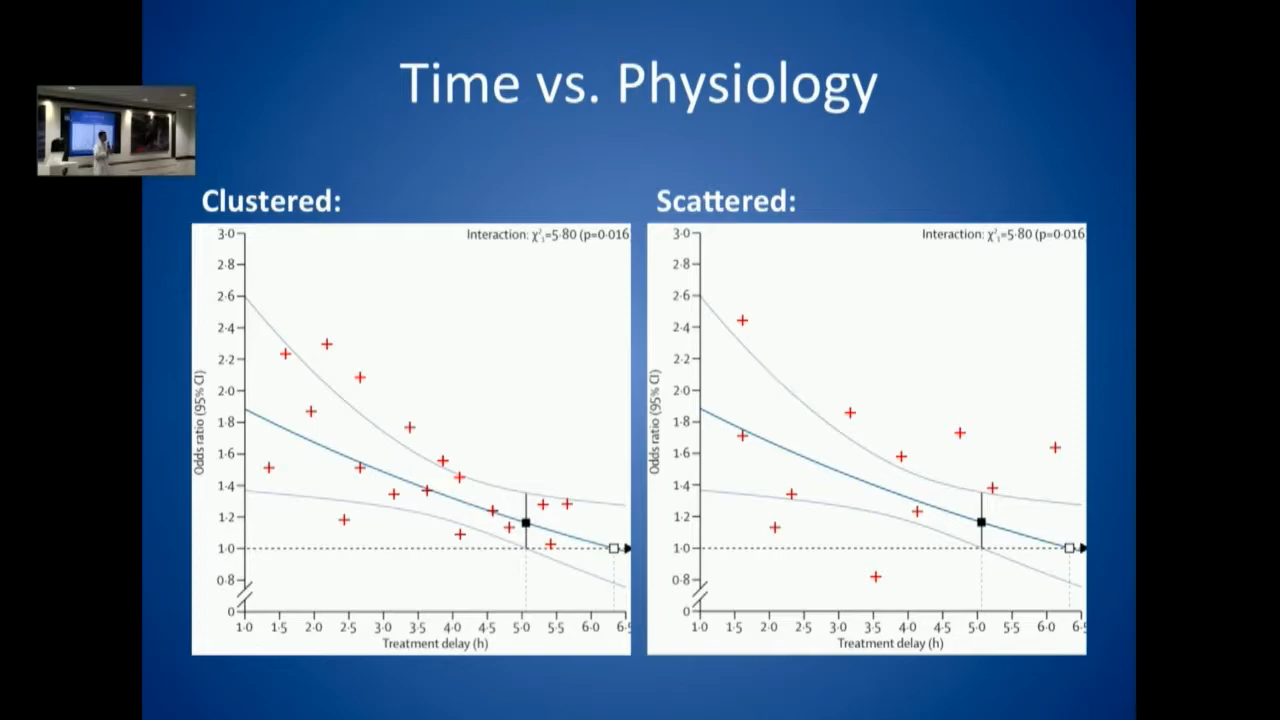 Time vs. Physiology
Clustered:
Scattered:
Interaction: χ²₁=5·80 (p=0·016
3·0
2·8
2·6
2·4
2·2
2·0
1·8
1·6
1·4
1·2
1·0
0·8
0
Odds ratio (95% CI)
1·0 1·5 2·0 2·5 3·0 3·5 4·0 4·5 5·0 5·5 6·0 6·5
Treatment delay (h)
Interaction: χ²₁=5·80 (p=0·016
3·0
2·8
2·6
2·4
2·2
2·0
1·8
1·6
1·4
1·2
1·0
0·8
0
Odds ratio (95% CI)
1·0 1·5 2·0 2·5 3·0 3·5 4·0 4·5 5·0 5·5 6·0 6·5
Treatment delay (h)